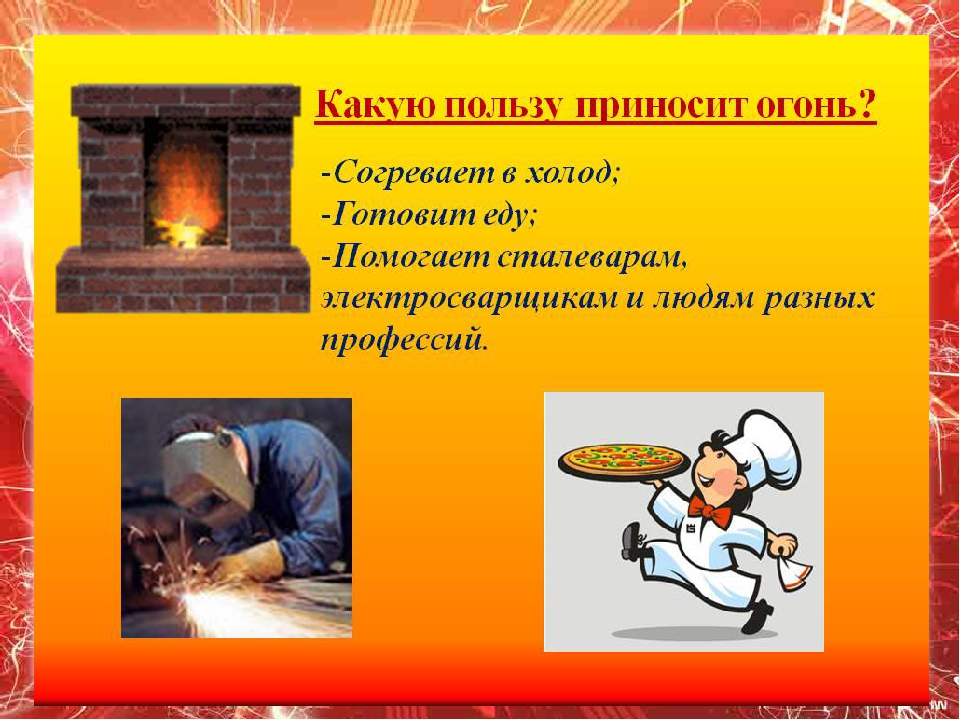 Какую пользу приносит огонь?
-Согревает в холод;
-Готовит еду;
-Помогает сталеварам,
электросварщикам и людям разных
профессий.